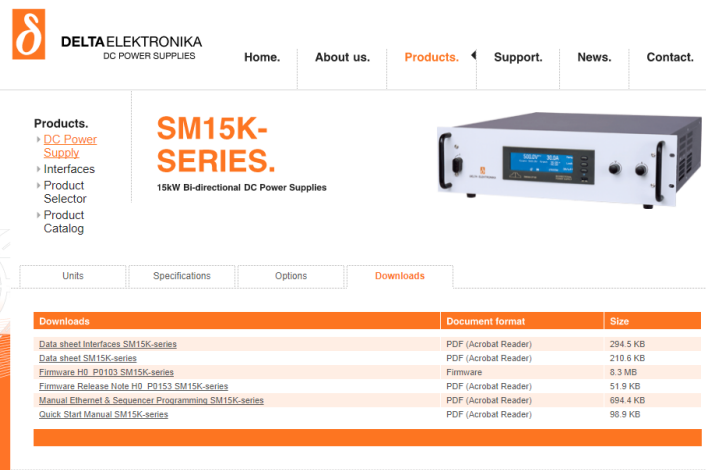 δ
DELTAELEKTRONIKA
DC POWER SUPPLIES
Home.
About us.
Products.
Support.
News.
Contact.
Products.
DC Power
Supply
Interfaces
Product
Selector
Product
Catalog
SM15K-
SERIES.
15kW Bi-directional DC Power Supplies
DELTA ELEKTRONIKA
Units
Specifications
Options
Downloads
Downloads Document format Size
Data sheet Interfaces SM15K-series PDF (Acrobat Reader) 294.5 KB
Data sheet SM15K-series PDF (Acrobat Reader) 210.6 KB
Firmware H0_P0103 SM15K-series Firmware 8.3 MB
Firmware Release Note H0_P0153 SM15K-series PDF (Acrobat Reader) 51.9 KB
Manual Ethernet & Sequencer Programming SM15K-series PDF (Acrobat Reader) 694.4 KB
Quick Start Manual SM15K-series PDF (Acrobat Reader) 98.9 KB